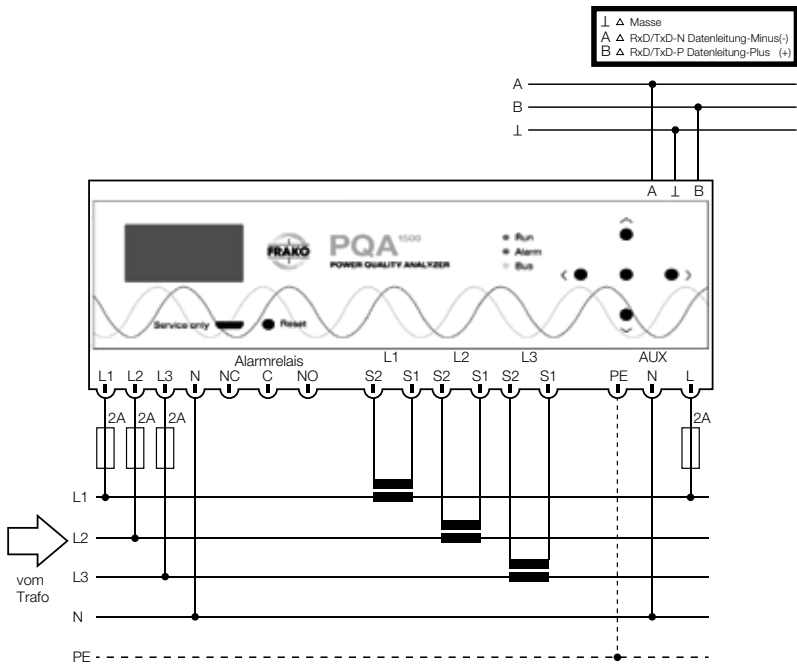 ⊥ ≙ Masse
A ≙ RxD/TxD-N Datenleitung-Minus(-)
B ≙ RxD/TxD-P Datenleitung-Plus (+)
A
B
⊥
A ⊥ B
FRAKO PQA 1500
POWER QUALITY ANALYZER
Run
Alarm
Bus
Service only Reset
Alarmrelais L1 L2 L3 AUX
L1 L2 L3 N NC C NO S2 S1 S2 S1 S2 S1 PE N L
2A 2A 2A 2A
L1
L2
L3
vom
Trafo
N
PE